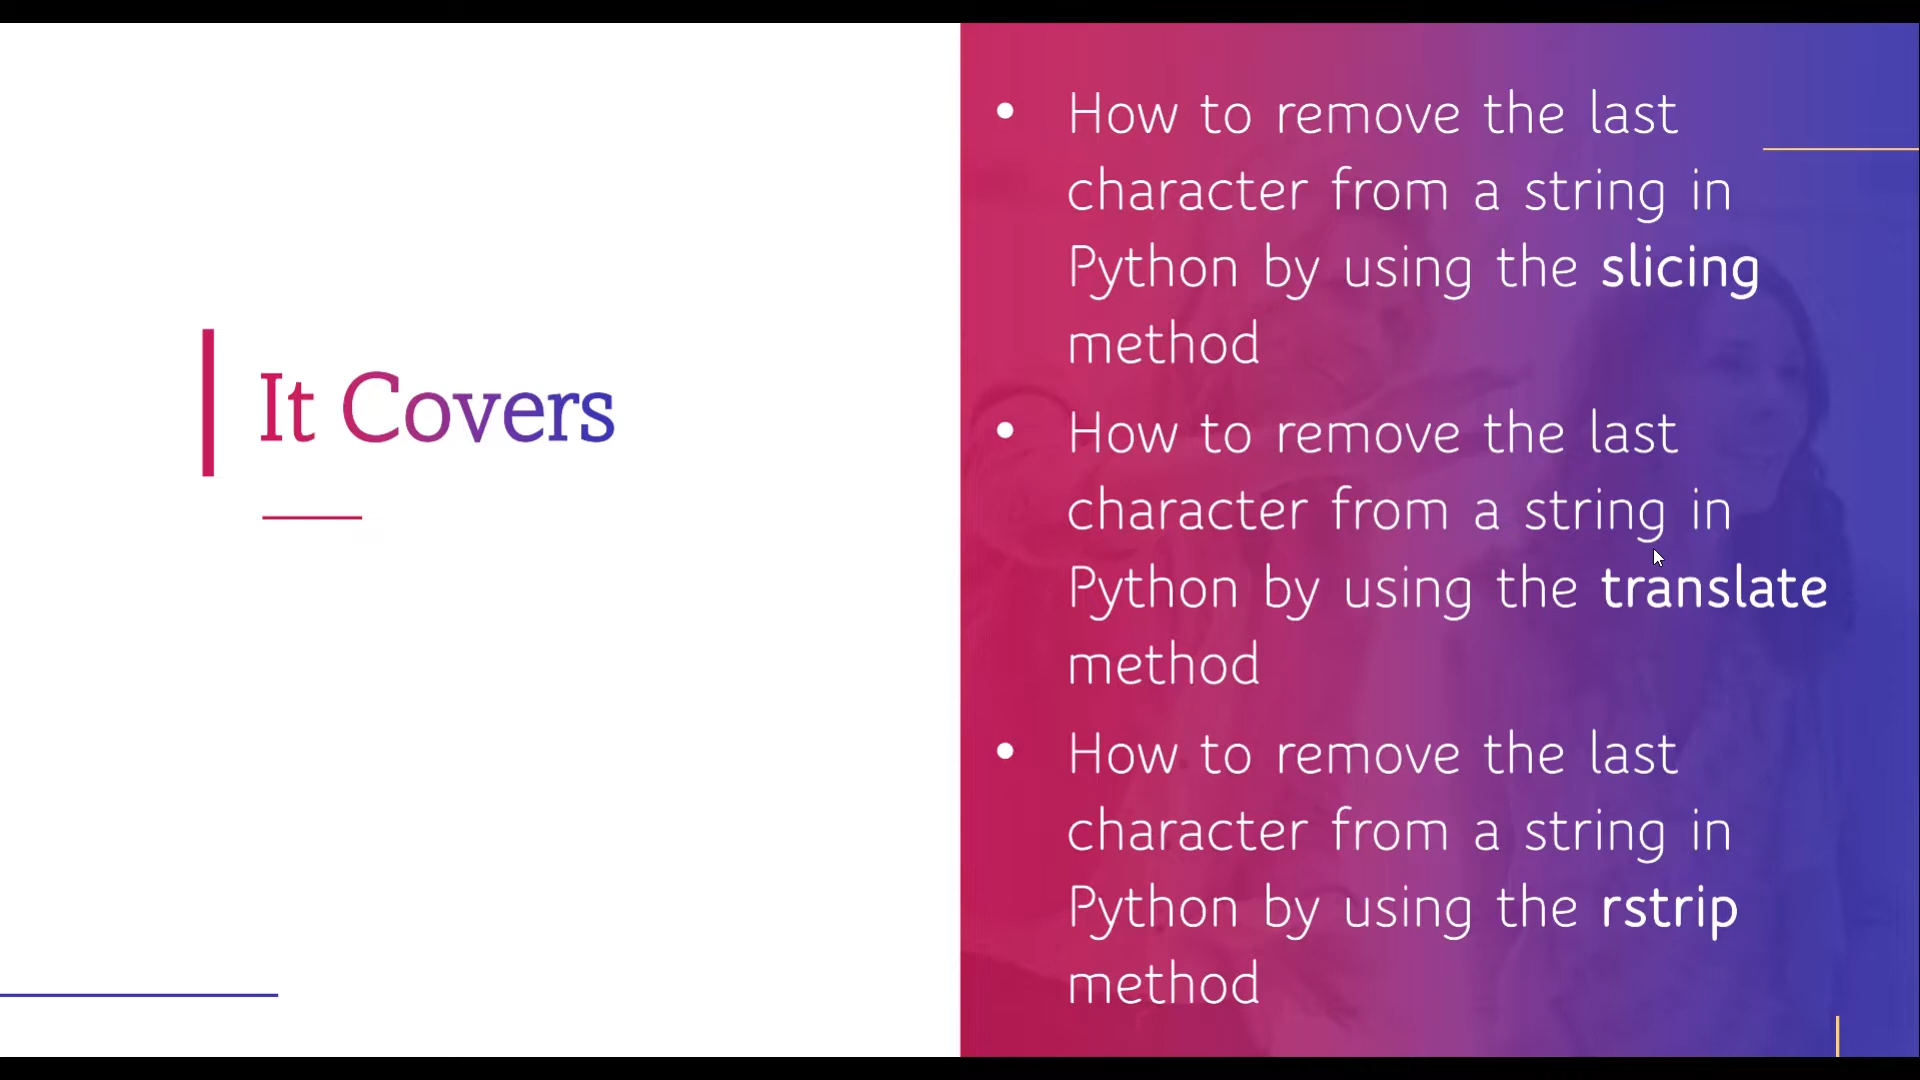 It Covers
• How to remove the last
character from a string in
Python by using the slicing
method
• How to remove the last
character from a string in
Python by using the translate
method
• How to remove the last
character from a string in
Python by using the rstrip
method